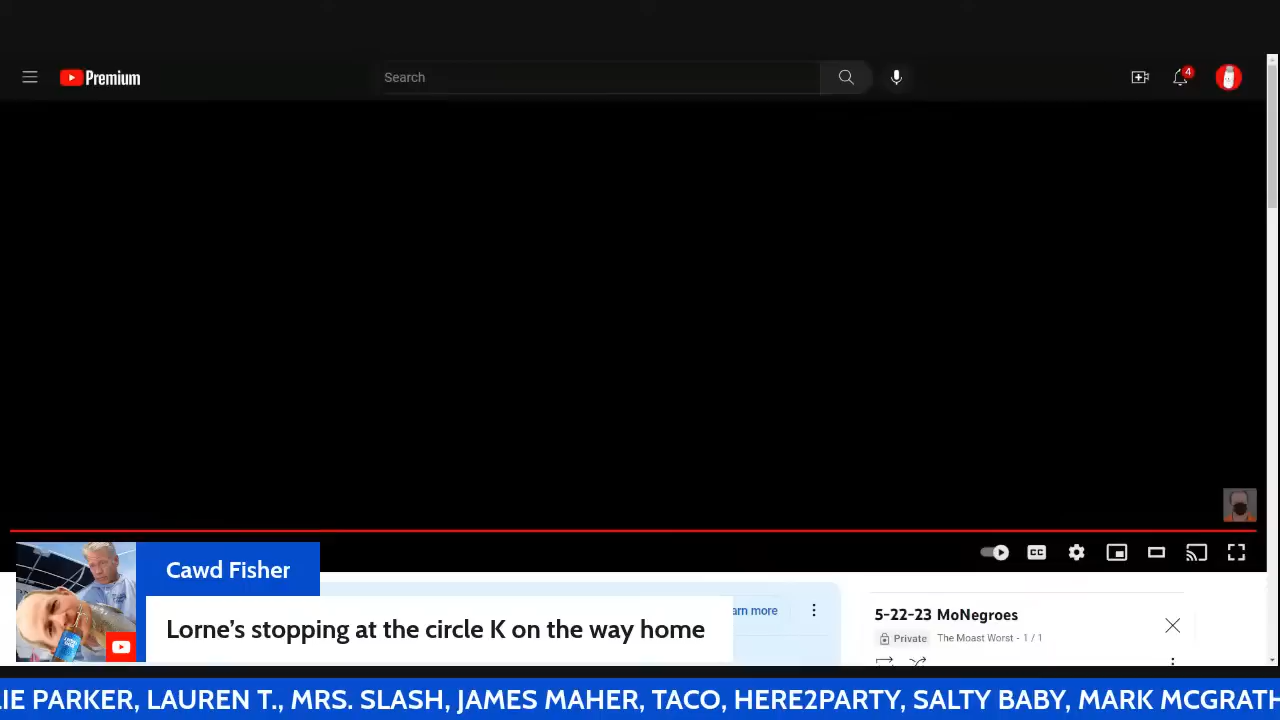 Premium
Search
4
CC
Cawd Fisher
Lorne's stopping at the circle K on the way home
arn more
5-22-23 MoNegroes
Private The Moast Worst - 1 / 1
LIE PARKER, LAUREN T., MRS. SLASH, JAMES MAHER, TACO, HERE2PARTY, SALTY BABY, MARK MCGRATH